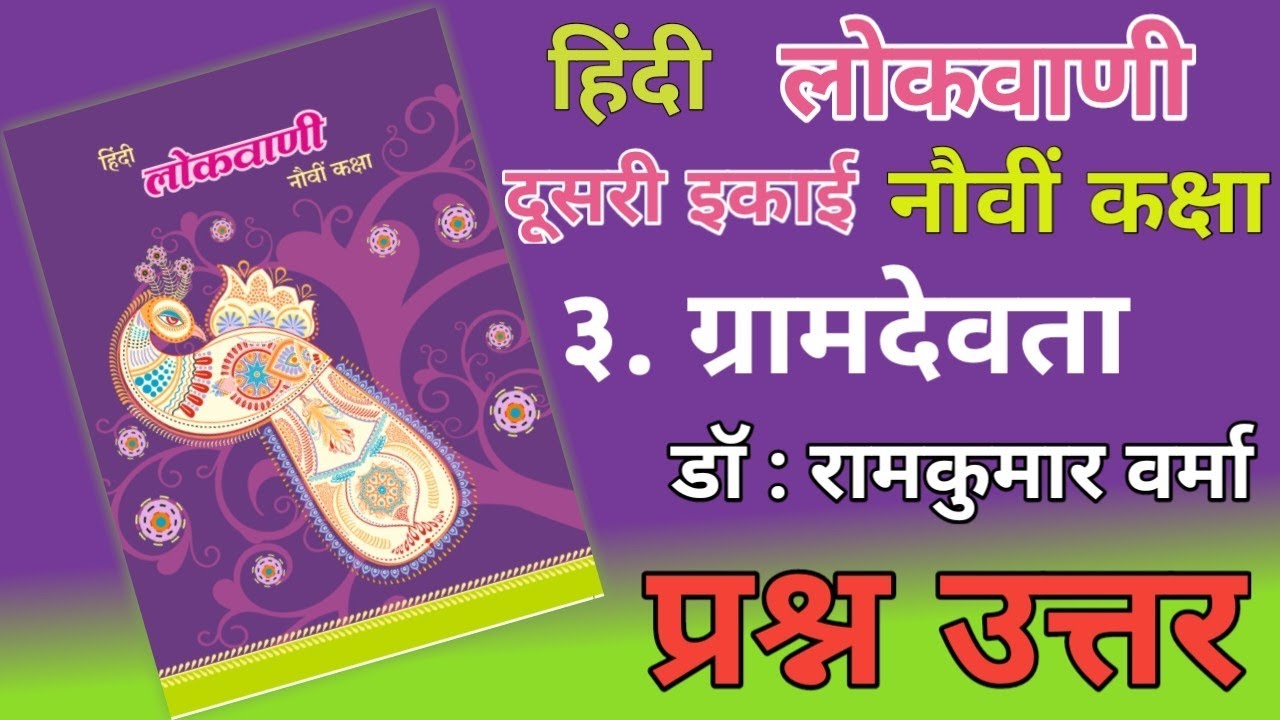 हिंदी लोकवाणी
नौवीं कक्षा
हिंदी लोकवाणी
दूसरी इकाई नौवीं कक्षा
३. ग्रामदेवता
डॉ : रामकुमार वर्मा
प्रश्न उत्तर